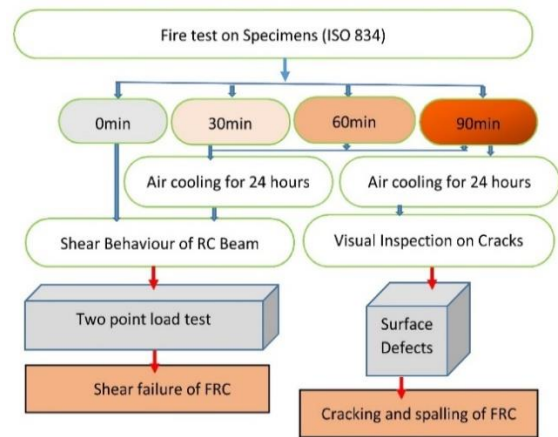 Fire test on Specimens (ISO 834)
0min
30min
60min
90min
Air cooling for 24 hours
Air cooling for 24 hours
Shear Behaviour of RC Beam
Visual Inspection on Cracks
Two point load test
Surface
Defects
Shear failure of FRC
Cracking and spalling of FRC